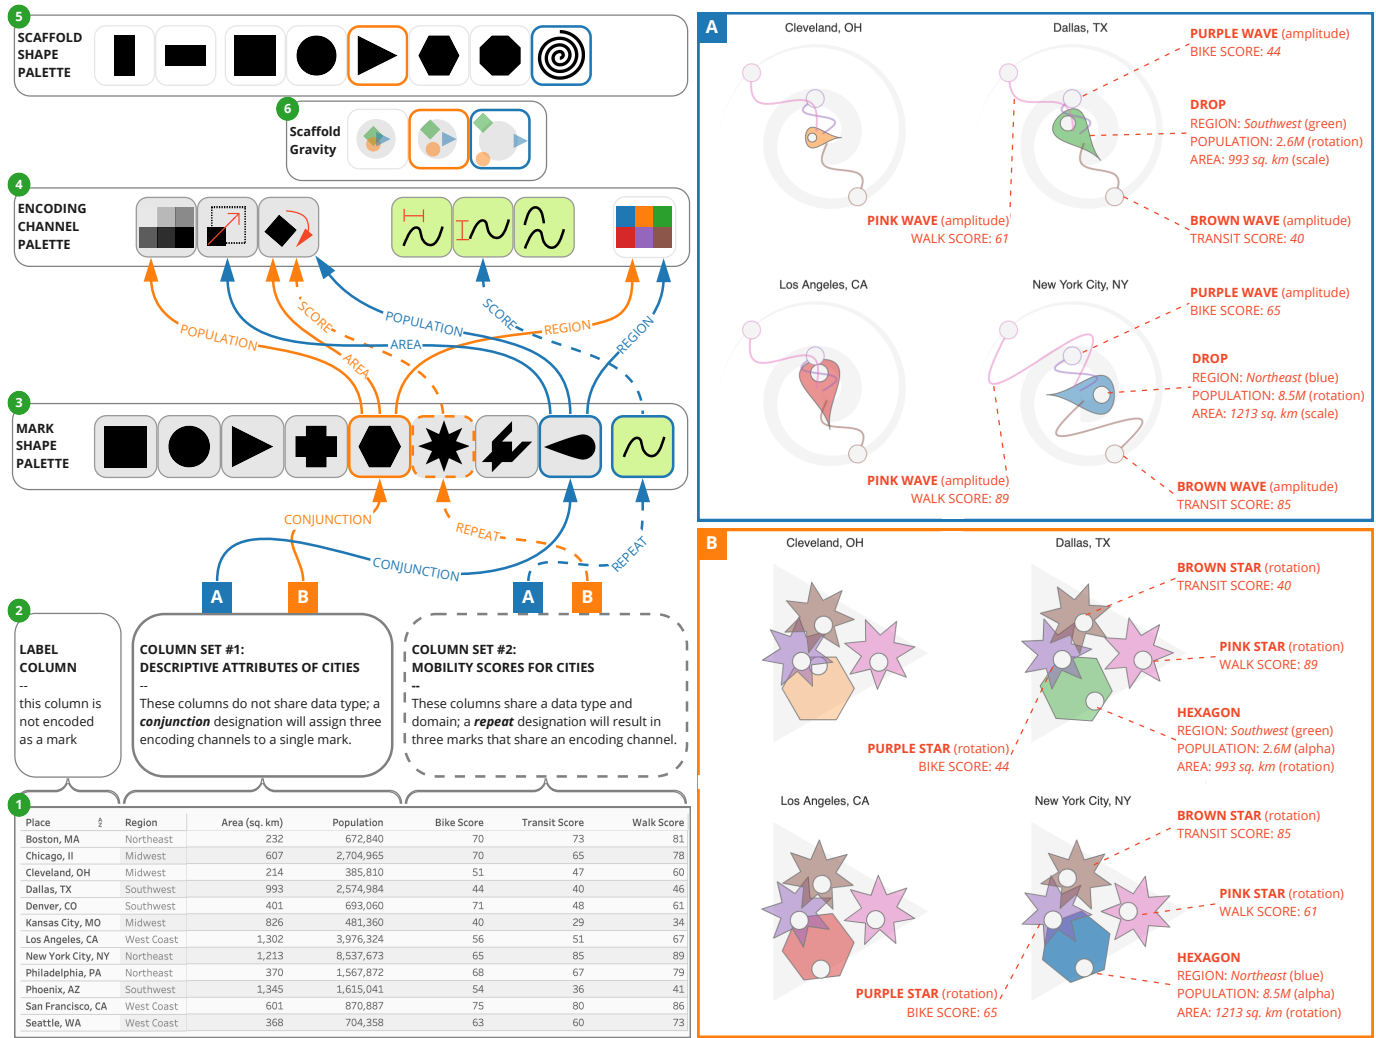 5
SCAFFOLD
SHAPE
PALETTE
6
Scaffold
Gravity
4
ENCODING
CHANNEL
PALETTE
POPULATION
SCORE
AREA
POPULATION
AREA
SCORE
REGION
REGION
3
MARK
SHAPE
PALETTE
CONJUNCTION
REPEAT
CONJUNCTION
REPEAT
A
B
A
B
2
LABEL
COLUMN
--
this column is
not encoded
as a mark
COLUMN SET #1:
DESCRIPTIVE ATTRIBUTES OF CITIES
--
These columns do not share data type; a
conjunction designation will assign three
encoding channels to a single mark.
COLUMN SET #2:
MOBILITY SCORES FOR CITIES
--
These columns share a data type and
domain; a repeat designation will result in
three marks that share an encoding channel.
1
Place Region Area (sq. km) Population Bike Score Transit Score Walk Score
Boston, MA Northeast 232 672,840 70 73 81
Chicago, Il Midwest 607 2,704,965 70 65 78
Cleveland, OH Midwest 214 385,810 51 47 60
Dallas, TX Southwest 993 2,574,984 44 40 46
Denver, CO Southwest 401 693,060 71 48 61
Kansas City, MO Midwest 826 481,360 40 29 34
Los Angeles, CA West Coast 1,302 3,976,324 56 51 67
New York City, NY Northeast 1,213 8,537,673 65 85 89
Philadelphia, PA Northeast 370 1,567,872 68 67 79
Phoenix, AZ Southwest 1,345 1,615,041 54 36 41
San Francisco, CA West Coast 601 870,887 75 80 86
Seattle, WA West Coast 368 704,358 63 60 73
A
Cleveland, OH
Dallas, TX
PURPLE WAVE (amplitude)
BIKE SCORE: 44
DROP
REGION: Southwest (green)
POPULATION: 2.6M (rotation)
AREA: 993 sq. km (scale)
PINK WAVE (amplitude)
WALK SCORE: 61
BROWN WAVE (amplitude)
TRANSIT SCORE: 40
Los Angeles, CA
New York City, NY
PURPLE WAVE (amplitude)
BIKE SCORE: 65
DROP
REGION: Northeast (blue)
POPULATION: 8.5M (rotation)
AREA: 1213 sq. km (scale)
PINK WAVE (amplitude)
WALK SCORE: 89
BROWN WAVE (amplitude)
TRANSIT SCORE: 85
B
Cleveland, OH
Dallas, TX
BROWN STAR (rotation)
TRANSIT SCORE: 40
PINK STAR (rotation)
WALK SCORE: 89
HEXAGON
REGION: Southwest (green)
POPULATION: 2.6M (alpha)
AREA: 993 sq. km (rotation)
PURPLE STAR (rotation)
BIKE SCORE: 44
Los Angeles, CA
New York City, NY
BROWN STAR (rotation)
TRANSIT SCORE: 85
PINK STAR (rotation)
WALK SCORE: 61
HEXAGON
REGION: Northeast (blue)
POPULATION: 8.5M (alpha)
AREA: 1213 sq. km (rotation)
PURPLE STAR (rotation)
BIKE SCORE: 65